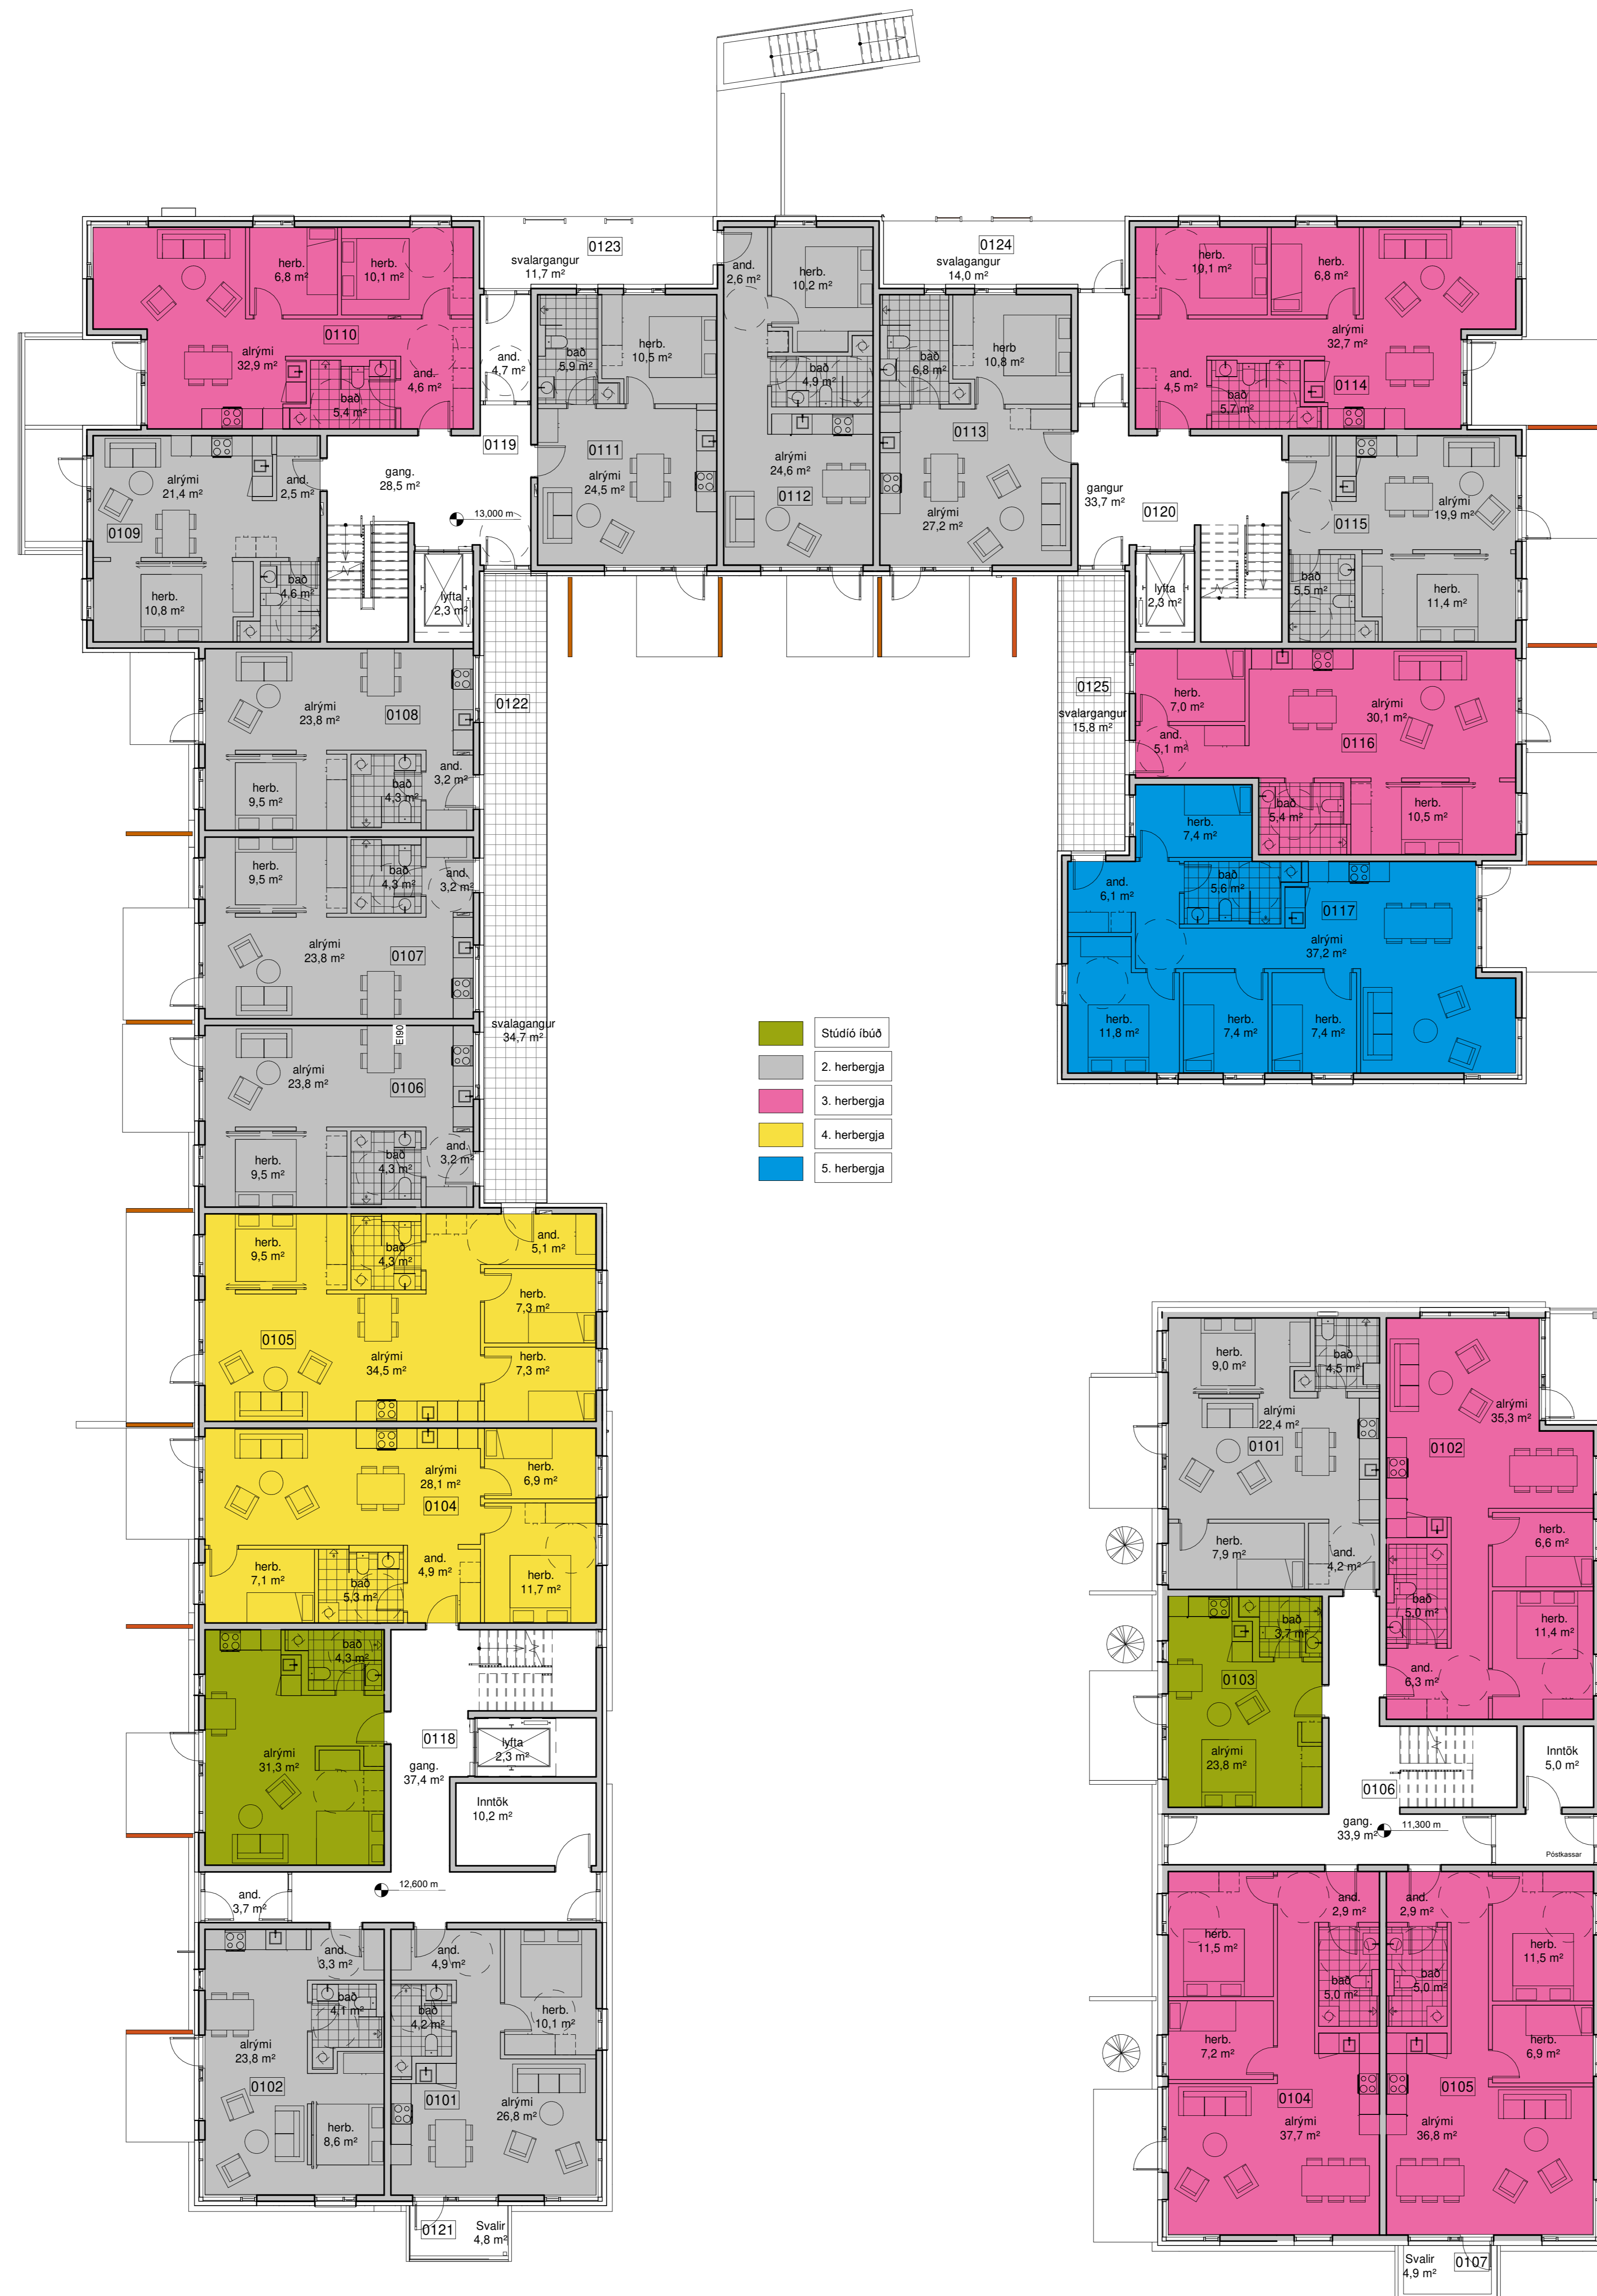 0123
svalargangur
11,7 m²
0124
svalagangur
14,0 m²
herb.
6,8 m²
herb.
10,1 m²
0110
alrými
32,9 m²
and.
4,6 m²
bað
5,4 m²
and.
4,7 m²
0119
gang.
28,5 m²
13,000 m
bað
5,9 m²
herb.
10,5 m²
0111
alrými
24,5 m²
and.
2,6 m²
herb.
10,2 m²
bað
4,9 m²
alrými
24,6 m²
0112
bað
6,8 m²
herb
10,8 m²
0113
alrými
27,2 m²
herb.
10,1 m²
herb.
6,8 m²
alrými
32,7 m²
and.
4,5 m²
0114
bað
5,7 m²
gangur
33,7 m²
0120
alrými
21,4 m²
and.
2,5 m²
0109
bað
4,6 m²
herb.
10,8 m²
lyfta
2,3 m²
lyfta
2,3 m²
alrými
19,9 m²
0115
bað
5,5 m²
herb.
11,4 m²
0122
alrými
23,8 m²
0108
and.
3,2 m²
bað
4,3 m²
herb.
9,5 m²
0125
svalargangur
15,8 m²
herb.
7,0 m²
alrými
30,1 m²
and.
5,1 m²
0116
bað
5,4 m²
herb.
10,5 m²
herb.
9,5 m²
bað
4,3 m²
and.
3,2 m²
alrými
23,8 m²
0107
herb.
7,4 m²
and.
6,1 m²
bað
5,6 m²
0117
alrými
37,2 m²
herb.
11,8 m²
herb.
7,4 m²
herb.
7,4 m²
svalagangur
34,7 m²
EI90
alrými
23,8 m²
0106
herb.
9,5 m²
bað
4,3 m²
and.
3,2 m²
Stúdíó íbúð
2. herbergja
3. herbergja
4. herbergja
5. herbergja
herb.
9,5 m²
bað
4,3 m²
and.
5,1 m²
herb.
7,3 m²
0105
alrými
34,5 m²
herb.
7,3 m²
alrými
28,1 m²
0104
herb.
6,9 m²
herb.
7,1 m²
bað
5,3 m²
and.
4,9 m²
herb.
11,7 m²
bað
4,3 m²
alrými
31,3 m²
0118
gang.
37,4 m²
lyfta
2,3 m²
Inntök
10,2 m²
and.
3,7 m²
12,600 m
and.
3,3 m²
bað
4,1 m²
alrými
23,8 m²
0102
herb.
8,6 m²
and.
4,9 m²
bað
4,2 m²
herb.
10,1 m²
0101
alrými
26,8 m²
0121
Svalir
4,8 m²
herb.
9,0 m²
bað
4,5 m²
alrými
22,4 m²
0101
herb.
7,9 m²
and.
4,2 m²
alrými
35,3 m²
0102
herb.
6,6 m²
bað
5,0 m²
herb.
11,4 m²
and.
6,3 m²
bað
3,7 m²
0103
alrými
23,8 m²
Inntök
5,0 m²
0106
gang.
33,9 m²
11,300 m
Póstkassar
and.
2,9 m²
and.
2,9 m²
herb.
11,5 m²
bað
5,0 m²
bað
5,0 m²
herb.
11,5 m²
herb.
7,2 m²
herb.
6,9 m²
0104
alrými
37,7 m²
0105
alrými
36,8 m²
Svalir
4,9 m²
0107